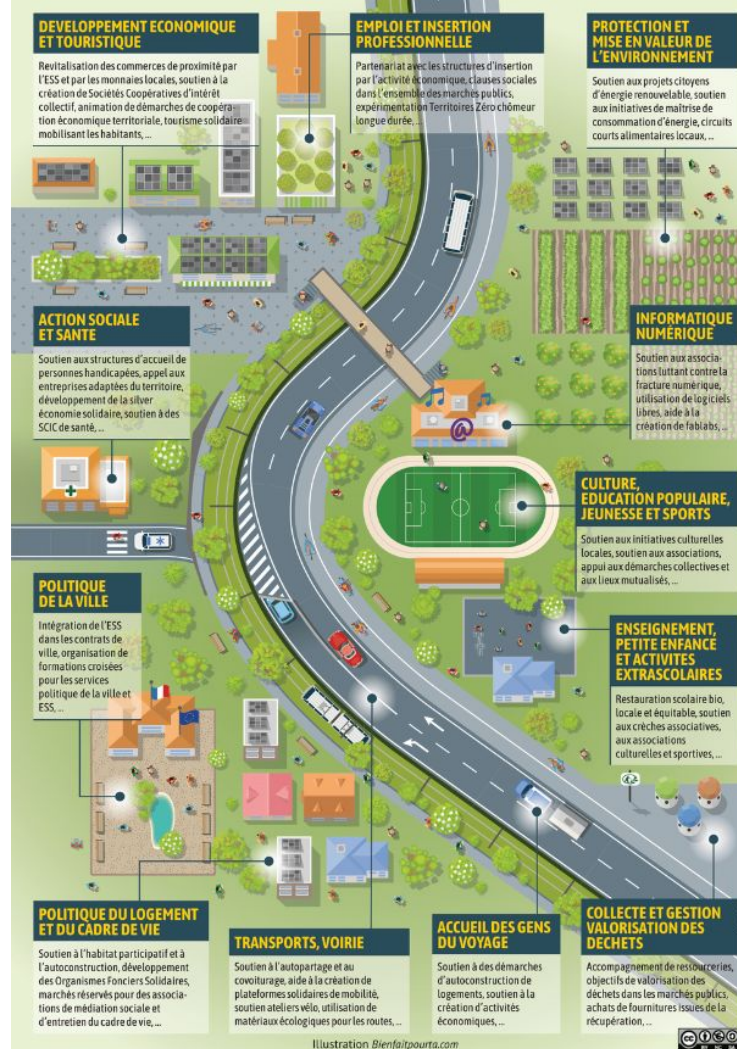 DEVELOPPEMENT ECONOMIQUE
ET TOURISTIQUE
Revitalisation des commerces de proximité par
l'ESS et par les monnaies locales, soutien à la
création de Sociétés Coopératives d'intérêt
collectif, animation de démarches de coopéra-
tion économique territoriale, tourisme solidaire
mobilisant les habitants, ...
EMPLOI ET INSERTION
PROFESSIONNELLE
Partenariat avec les structures d'insertion
par l'activité économique, clauses sociales
dans l'ensemble des marchés publics,
expérimentation Territoires Zéro chômeur
longue durée, ...
PROTECTION ET
MISE EN VALEUR DE
L'ENVIRONNEMENT
Soutien aux projets citoyens
d'énergie renouvelable, soutien
aux initiatives de maîtrise de
consommation d'énergie, circuits
courts alimentaires locaux, ...
ACTION SOCIALE
ET SANTE
Soutien aux structures d'accueil de
personnes handicapées, appel aux
entreprises adaptées du territoire,
développement de la silver
économie solidaire, soutien à des
SCIC de santé, ...
INFORMATIQUE
NUMÉRIQUE
Soutien aux associa-
tions luttant contre la
fracture numérique,
utilisation de logiciels
libres, aide à la
création de fablabs, ...
@
CULTURE,
EDUCATION POPULAIRE,
JEUNESSE ET SPORTS
Soutien aux initiatives culturelles
locales, soutien aux associations,
appui aux démarches collectives et
aux lieux mutualisés, ...
POLITIQUE
DE LA VILLE
Intégration de l'ESS
dans les contrats de
ville, organisation de
formations croisées
pour les services
politique de la ville et
ESS, ...
ENSEIGNEMENT,
PETITE ENFANCE
ET ACTIVITES
EXTRASCOLAIRES
Restauration scolaire bio,
locale et équitable, soutien
aux crèches associatives,
aux associations
culturelles et sportives, ...
POLITIQUE DU LOGEMENT
ET DU CADRE DE VIE
Soutien à l'habitat participatif et à
l'autoconstruction, développement
des Organismes Fonciers Solidaires,
marchés réservés pour des associa-
tions de médiation sociale et
d'entretien du cadre de vie, ...
TRANSPORTS, VOIRIE
Soutien à l'autopartage et au
covoiturage, aide à la création de
plateformes solidaires de mobilité,
soutien ateliers vélo, utilisation de
matériaux écologiques pour les routes, ...
ACCUEIL DES GENS
DU VOYAGE
Soutien à des démarches
d'autoconstruction de
logements, soutien à la
création d'activités
économiques, ...
COLLECTE ET GESTION
VALORISATION DES
DECHETS
Accompagnement de ressourceries,
objectifs de valorisation des
déchets dans les marchés publics,
achats de fournitures issues de la
récupération, ...
Illustration Bienfaitpourta.com
cc BY NC SA